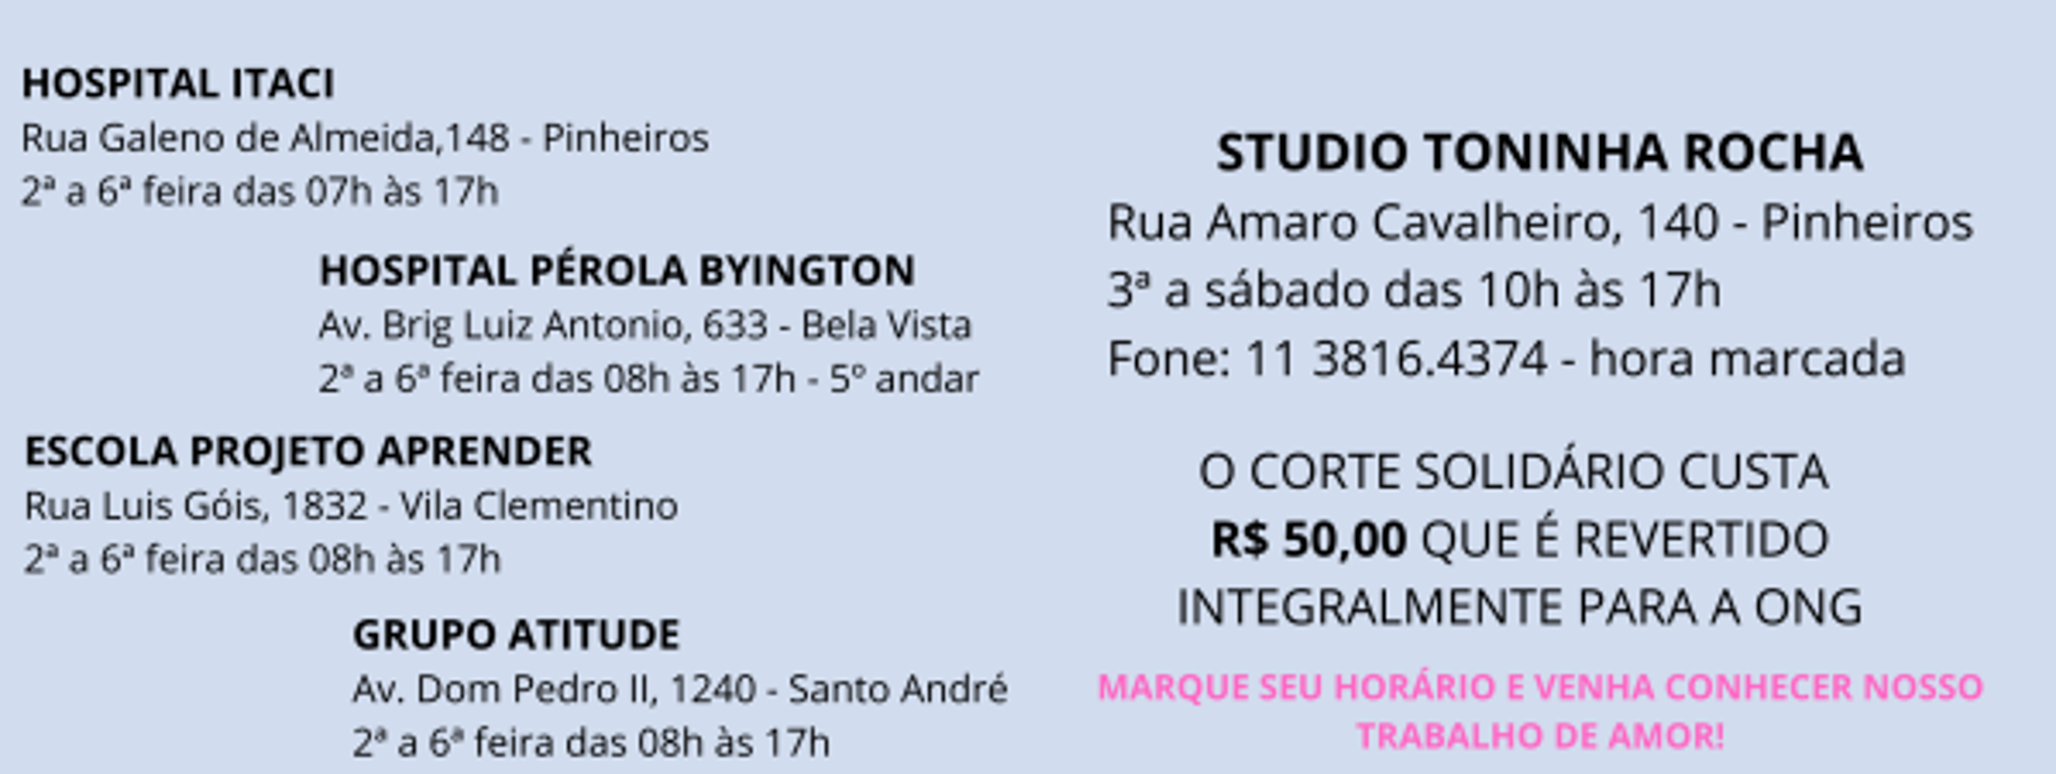 HOSPITAL ITACI
Rua Galeno de Almeida,148 - Pinheiros
2ª a 6ª feira das 07h às 17h
HOSPITAL PÉROLA BYINGTON
Av. Brig Luiz Antonio, 633 - Bela Vista
2ª a 6ª feira das 08h às 17h - 5º andar
ESCOLA PROJETO APRENDER
Rua Luis Góis, 1832 - Vila Clementino
2ª a 6ª feira das 08h às 17h
GRUPO ATITUDE
Av. Dom Pedro II, 1240 - Santo André
2ª a 6ª feira das 08h às 17h
STUDIO TONINHA ROCHA
Rua Amaro Cavalheiro, 140 - Pinheiros
3ª a sábado das 10h às 17h
Fone: 11 3816.4374 - hora marcada
O CORTE SOLIDÁRIO CUSTA
R$ 50,00 QUE É REVERTIDO
INTEGRALMENTE PARA A ONG
MARQUE SEU HORÁRIO E VENHA CONHECER NOSSO
TRABALHO DE AMOR!